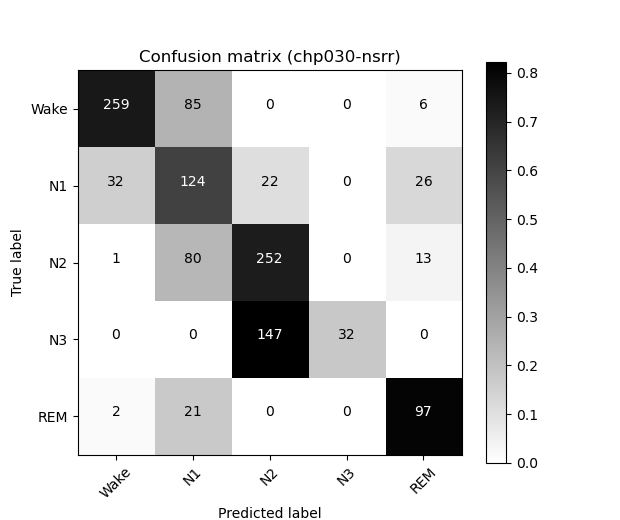 Confusion matrix (chp030-nsrr)
True label
Wake 259 85 0 0 6
N1 32 124 22 0 26
N2 1 80 252 0 13
N3 0 0 147 32 0
REM 2 21 0 0 97
Wake N1 N2 N3 REM
Predicted label
0.8
0.7
0.6
0.5
0.4
0.3
0.2
0.1
0.0